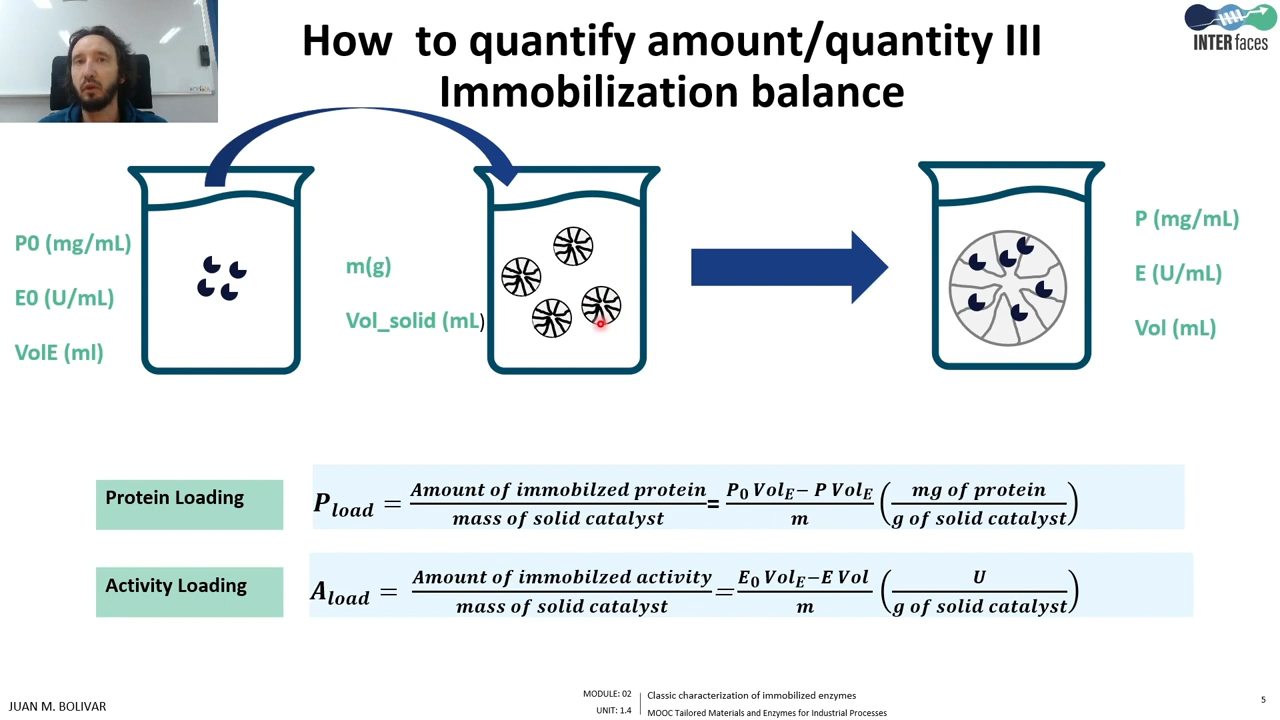 How to quantify amount/quantity III
Immobilization balance
INTERfaces
P0 (mg/mL)
E0 (U/mL)
VolE (ml)
m(g)
Vol_solid (mL)
P (mg/mL)
E (U/mL)
Vol (mL)
Protein Loading
P_load = Amount of immobilzed protein / mass of solid catalyst = P_0 Vol_E − P Vol_E / m (mg of protein / g of solid catalyst)
Activity Loading
A_load = Amount of immobilzed activity / mass of solid catalyst = E_0 Vol_E − E Vol / m (U / g of solid catalyst)
JUAN M. BOLIVAR
MODULE: 02
Classic characterization of immobilized enzymes
UNIT: 1.4
MOOC Tailored Materials and Enzymes for Industrial Processes
5